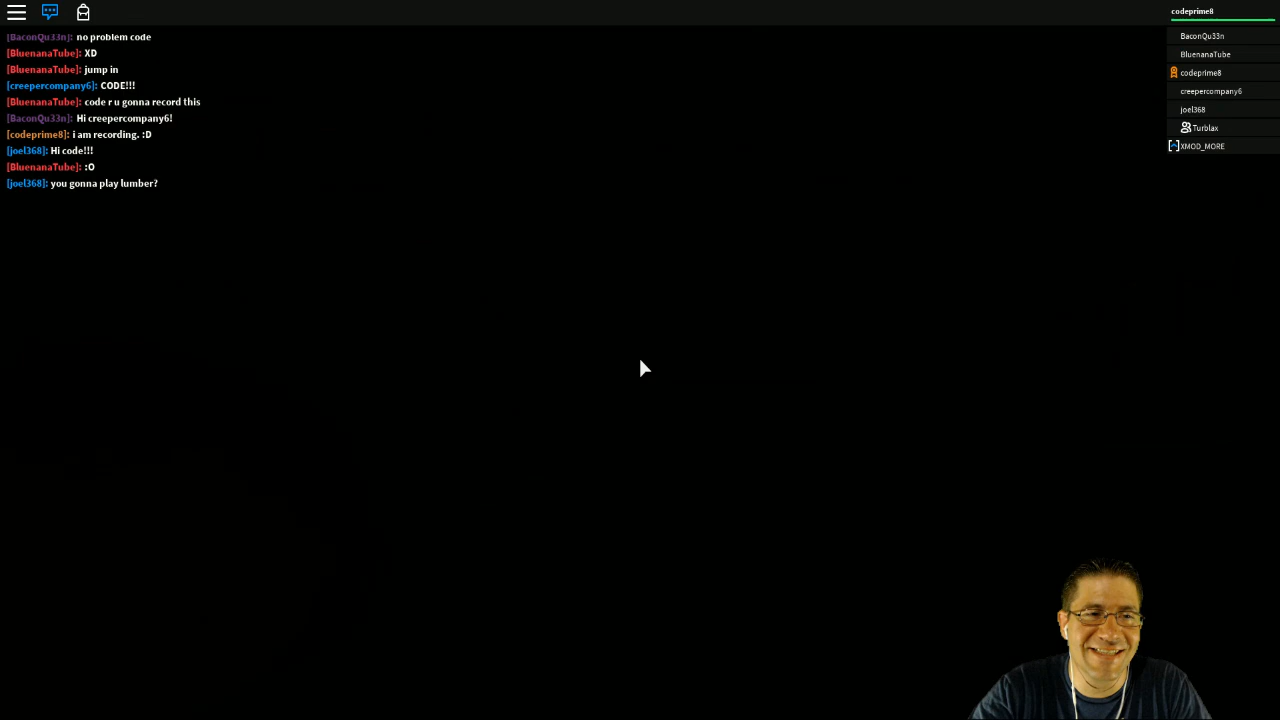 codeprime8
[BaconQu33n]: no problem code
[BluenanaTube]: XD
[BluenanaTube]: jump in
[creepercompany6]: CODE!!!
[BluenanaTube]: code r u gonna record this
[BaconQu33n]: Hi creepercompany6!
[codeprime8]: i am recording. :D
[joel368]: Hi code!!!
[BluenanaTube]: :O
[joel368]: you gonna play lumber?
BaconQu33n
BluenanaTube
codeprime8
creepercompany6
joel368
Turblax
XMOD_MORE